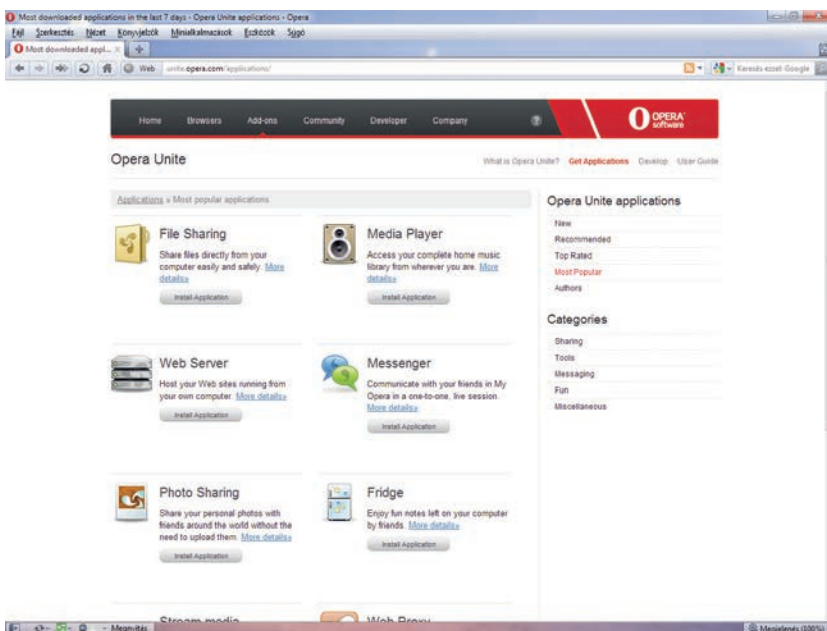 Most downloaded applications in the last 7 days - Opera Unite applications - Opera
Fájl Szerkesztés Nézet Könyvjelzők Minialkalmazások Eszközök Súgó
Most downloaded appl...
Web unite.opera.com/applications/
Keresés ezzel: Google
Home Browsers Add-ons Community Developer Company ?
OPERA software
Opera Unite
What is Opera Unite? Get Applications Develop User Guide
Applications » Most popular applications
File Sharing
Share files directly from your
computer easily and safely. More
details»
Install Application
Media Player
Access your complete home music
library from wherever you are. More
details»
Install Application
Web Server
Host your Web sites running from
your own computer. More details»
Install Application
Messenger
Communicate with your friends in My
Opera in a one-to-one, live session.
More details»
Install Application
Photo Sharing
Share your personal photos with
friends around the world without the
need to upload them. More details»
Install Application
Fridge
Enjoy fun notes left on your computer
by friends. More details»
Install Application
Stream media
Web Proxy
Opera Unite applications
New
Recommended
Top Rated
Most Popular
Authors
Categories
Sharing
Tools
Messaging
Fun
Miscellaneous
Megnyitás
Megjelenés (100%)